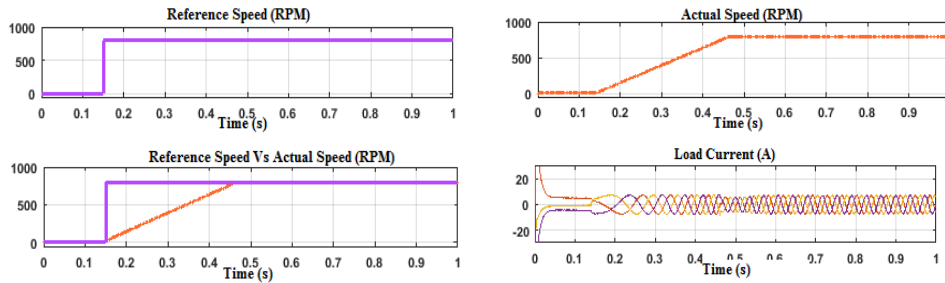 Reference Speed (RPM)
1000
500
0
0 0.1 0.2 0.3 0.4 0.5 0.6 0.7 0.8 0.9 1
Time (s)
Actual Speed (RPM)
1000
500
0
0 0.1 0.2 0.3 0.4 0.5 0.6 0.7 0.8 0.9
Time (s)
Reference Speed Vs Actual Speed (RPM)
1000
500
0
0 0.1 0.2 0.3 0.4 0.5 0.6 0.7 0.8 0.9 1
Time (s)
Load Current (A)
20
0
-20
0 0.1 0.2 0.3 0.4 0.5 0.6 0.7 0.8 0.9 1
Time (s)